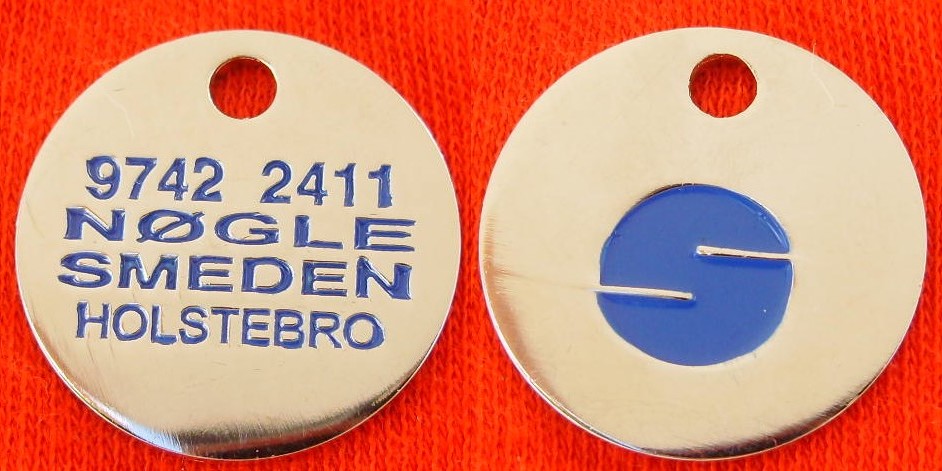 9742 2411
NØGLE
SMEDEN
HOLSTEBRO